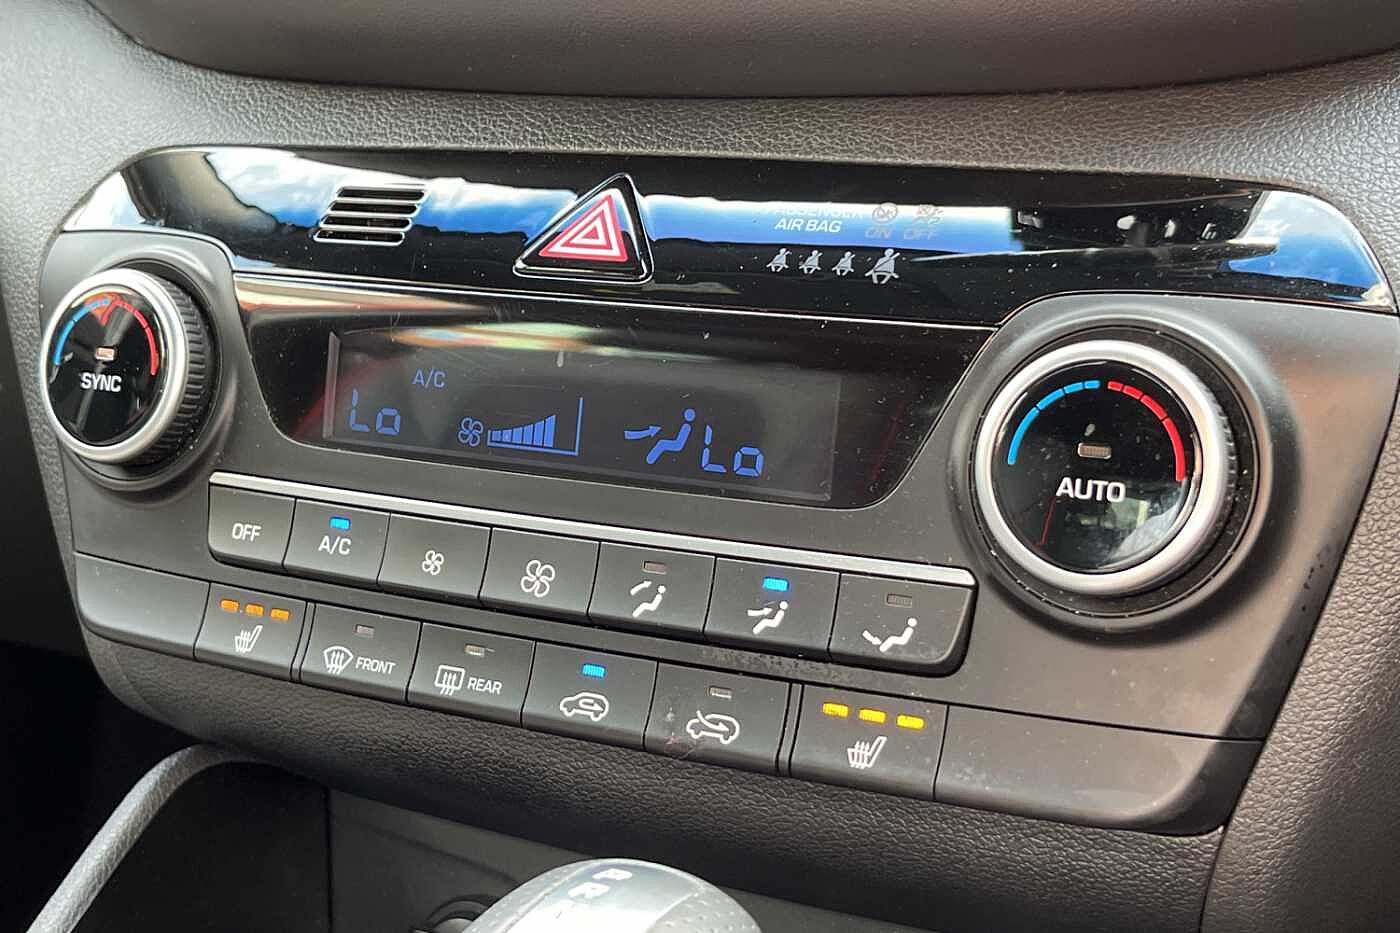 PASSENGER
AIR BAG ON OFF
SYNC
A/C
Lo
Lo
AUTO
OFF
A/C
FRONT
REAR
P
R